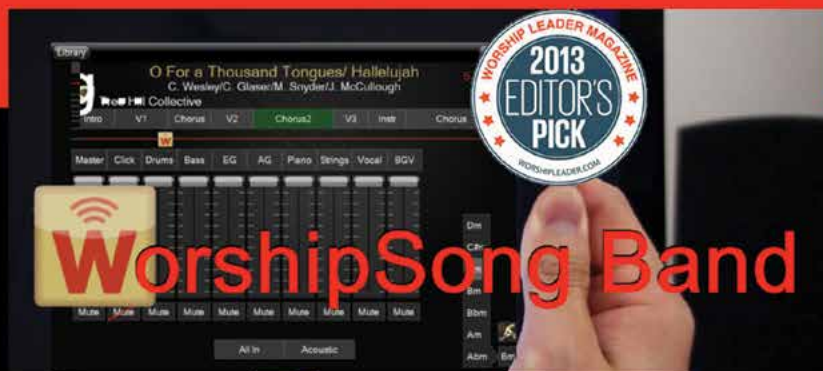 Library
O For a Thousand Tongues/ Hallelujah
C. Wesley/C. Glaser/M. Snyder/J. McCullough
Red Hill Collective
Intro V1 Chorus V2 Chorus2 V3 Instr Chorus
W
Master Click Drums Bass EG AG Piano Strings Vocal BGV
WORSHIP LEADER MAGAZINE
2013
EDITOR'S
PICK
WORSHIPLEADER.COM
WorshipSong Band
Dm
C#m
Bm
Bbm
Am
Abm Bm
Mute Mute Mute Mute Mute Mute Mute Mute Mute Mute
All In Acoustic